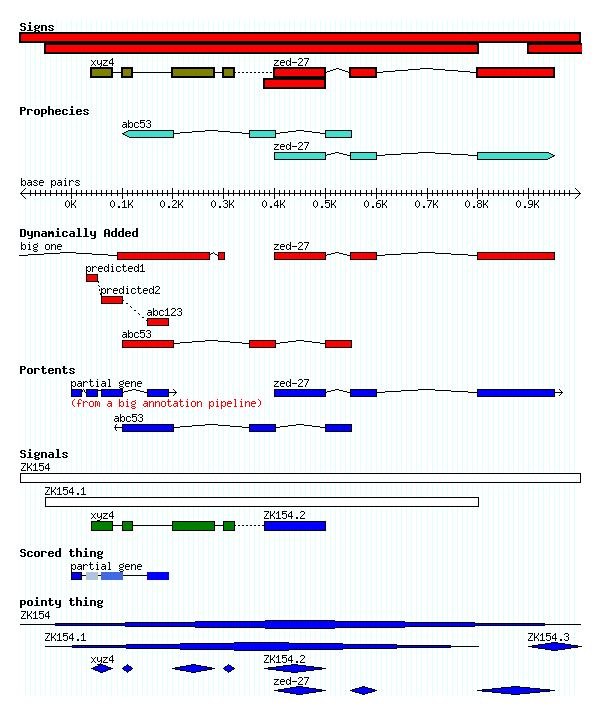 Signs
xyz4 zed-27
Prophecies
abc53
zed-27
base pairs
0K 0.1K 0.2K 0.3K 0.4K 0.5K 0.6K 0.7K 0.8K 0.9K
Dynamically Added
big one zed-27
predicted1
predicted2
abc123
abc53
Portents
partial gene zed-27
(from a big annotation pipeline)
abc53
Signals
ZK154
ZK154.1
xyz4 ZK154.2
Scored thing
partial gene
pointy thing
ZK154
ZK154.1 ZK154.3
xyz4 ZK154.2
zed-27